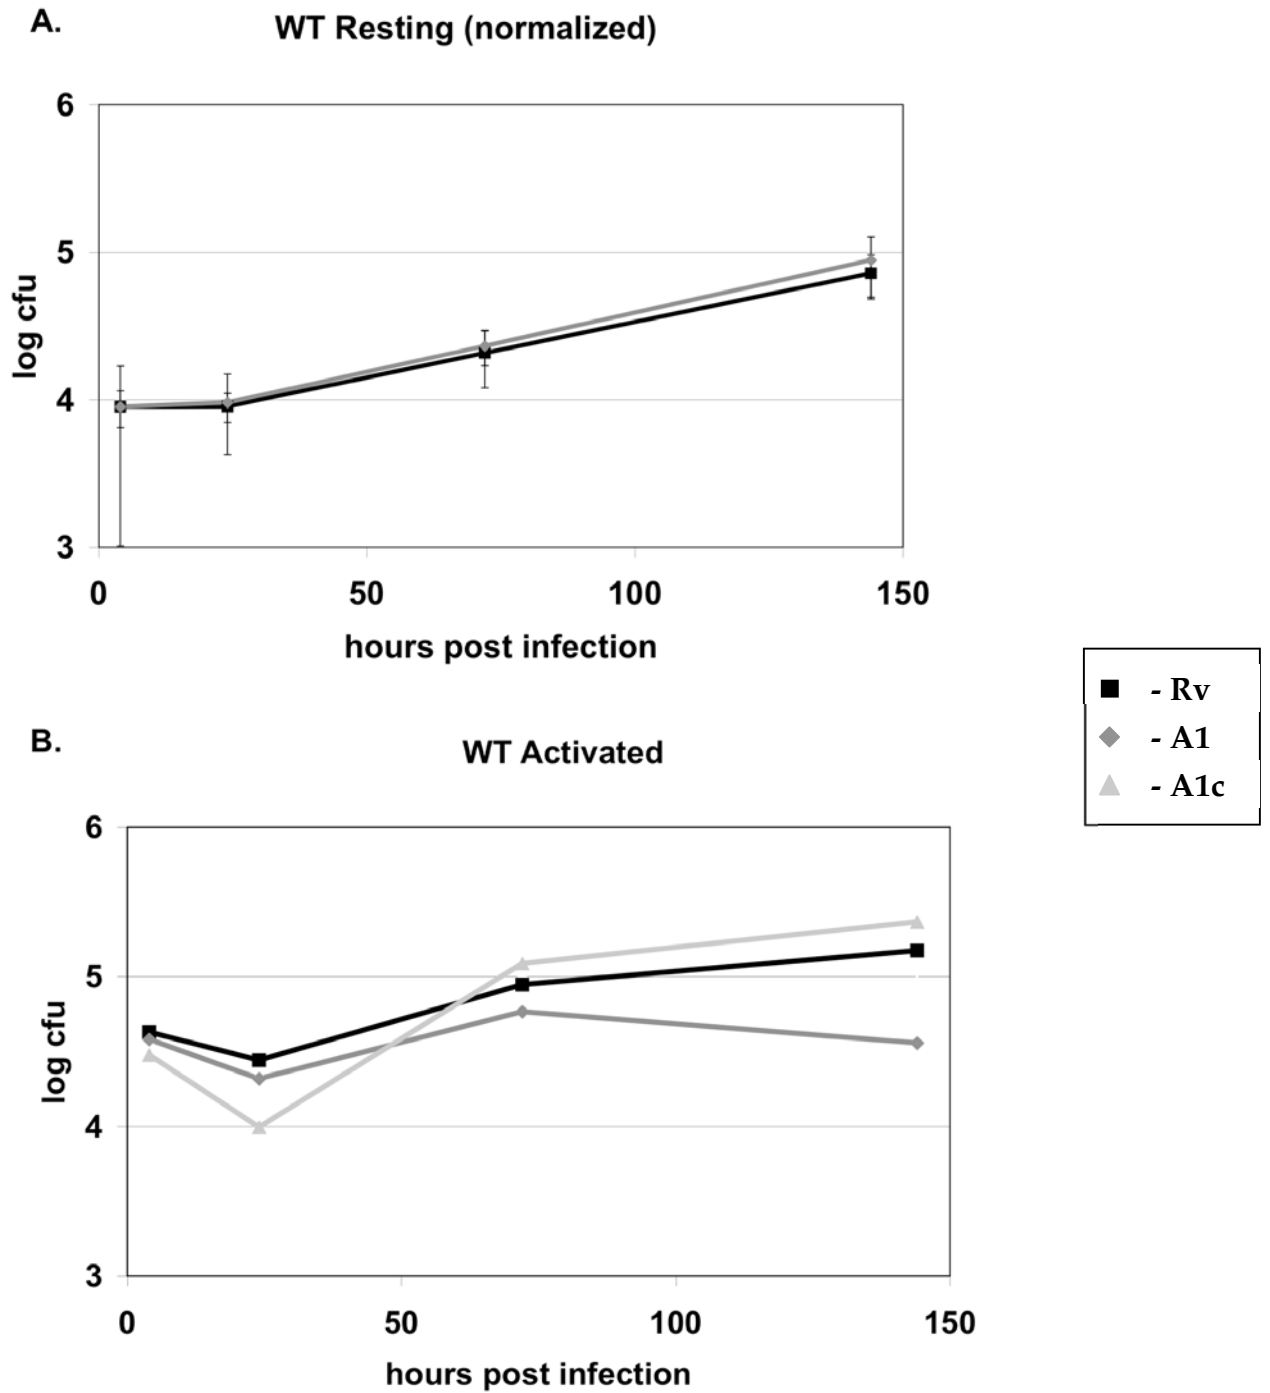 A.
WT Resting (normalized)
6
5
4
3
log cfu
0 50 100 150
hours post infection
- Rv
- A1
- A1c
B.
WT Activated
6
5
4
3
log cfu
0 50 100 150
hours post infection